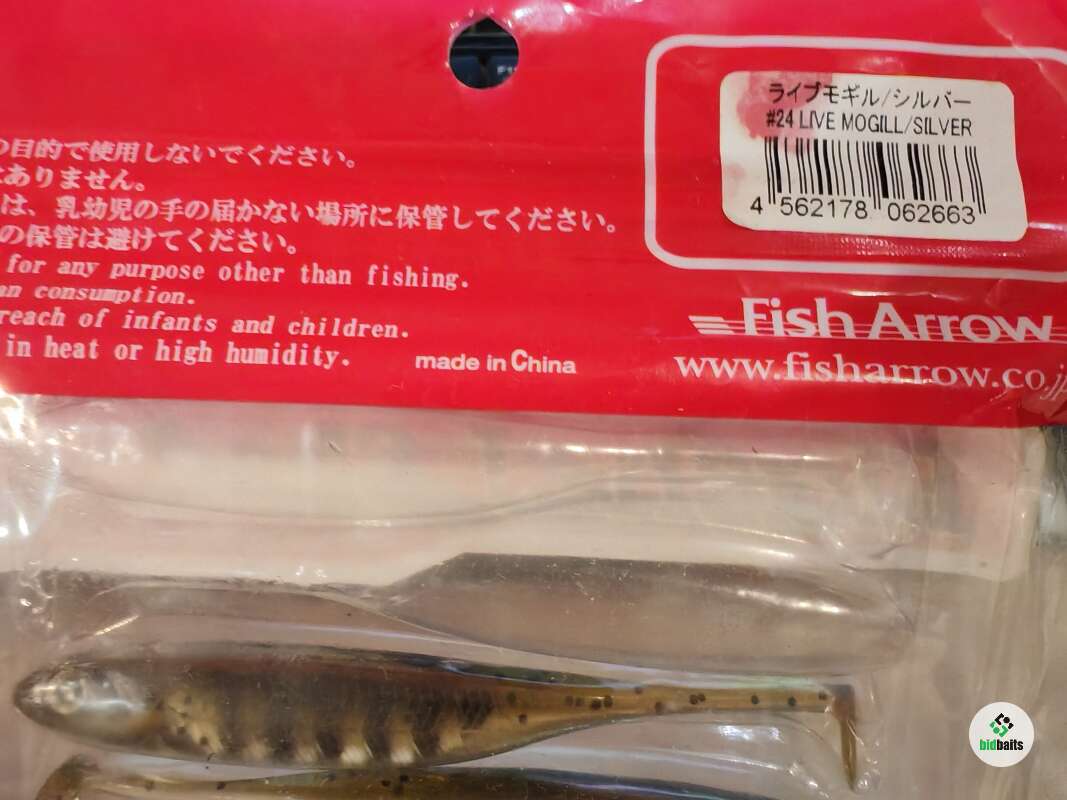 ライブモギル/シルバー
#24 LIVE MOGILL/SILVER
4 562178 062663
の目的で使用しないでください。
はありません。
は、乳幼児の手の届かない場所に保管してください。
の保管は避けてください。
for any purpose other than fishing.
an consumption.
reach of infants and children.
in heat or high humidity.
made in China
Fish Arrow
www.fisharrow.co.jp
bidbaits